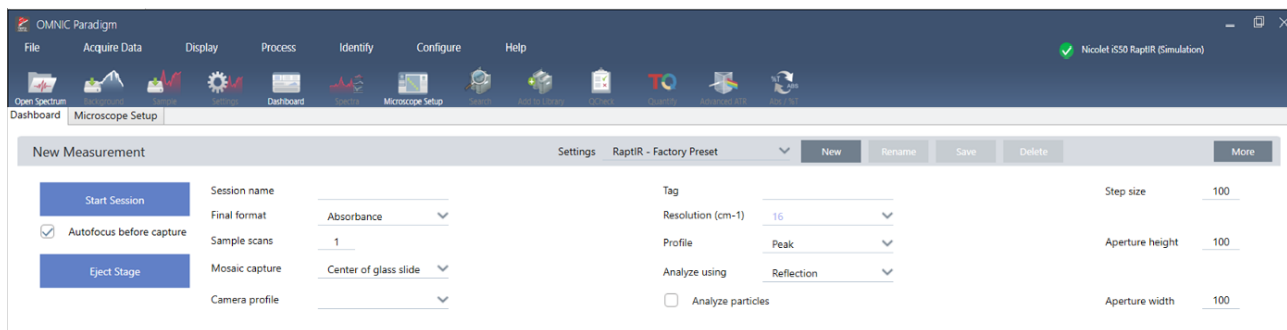 OMNIC Paradigm
File Acquire Data Display Process Identify Configure Help
Nicolet iS50 RaptIR (Simulation)
Open Spectrum Background Sample Settings Dashboard Spectra Microscope Setup Search Add to Library QCheck Quantify Advanced ATR Abs / %T
Dashboard Microscope Setup
New Measurement Settings RaptIR - Factory Preset New Rename Save Delete More
Start Session Session name Tag Step size 100
Final format Absorbance Resolution (cm-1) 16
Autofocus before capture Sample scans 1 Profile Peak Aperture height 100
Eject Stage Mosaic capture Center of glass slide Analyze using Reflection
Camera profile Analyze particles Aperture width 100